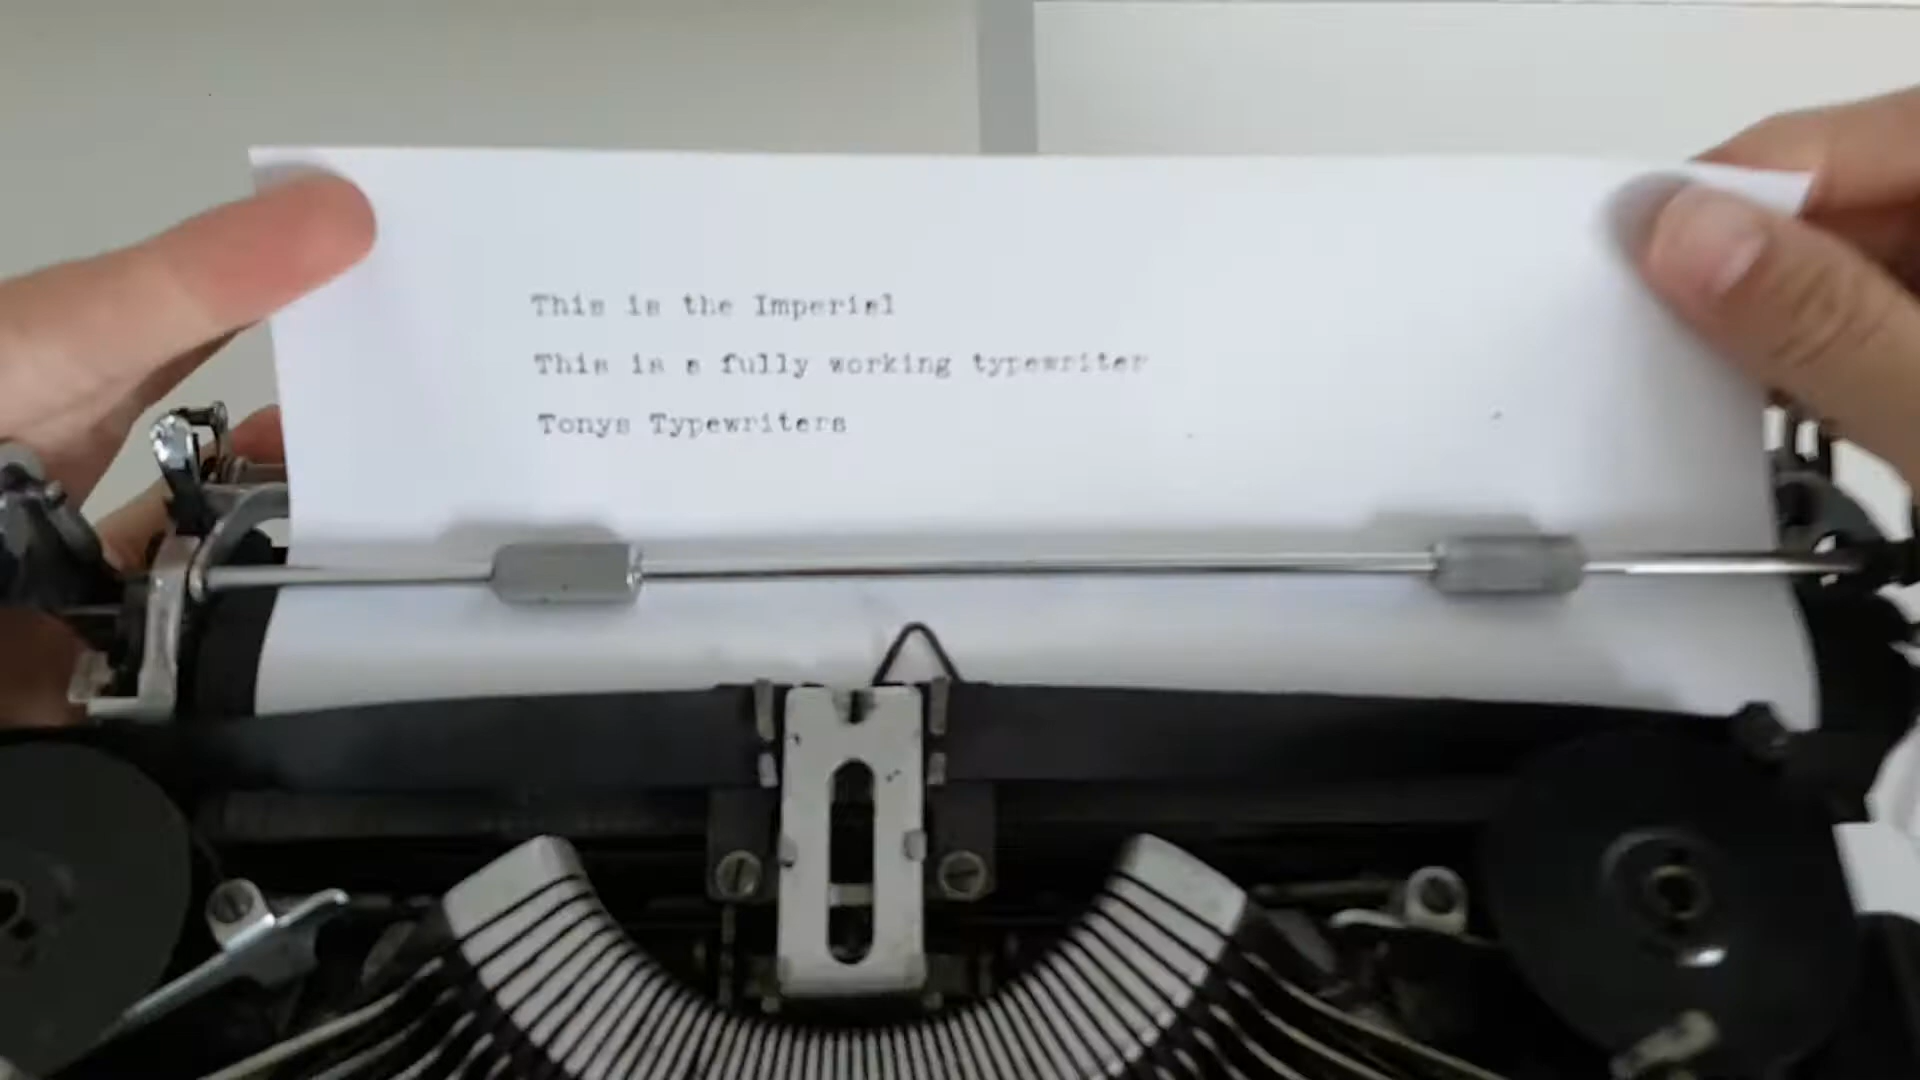 This is the Imperial
This is a fully working typewriter
Tonys Typewriters